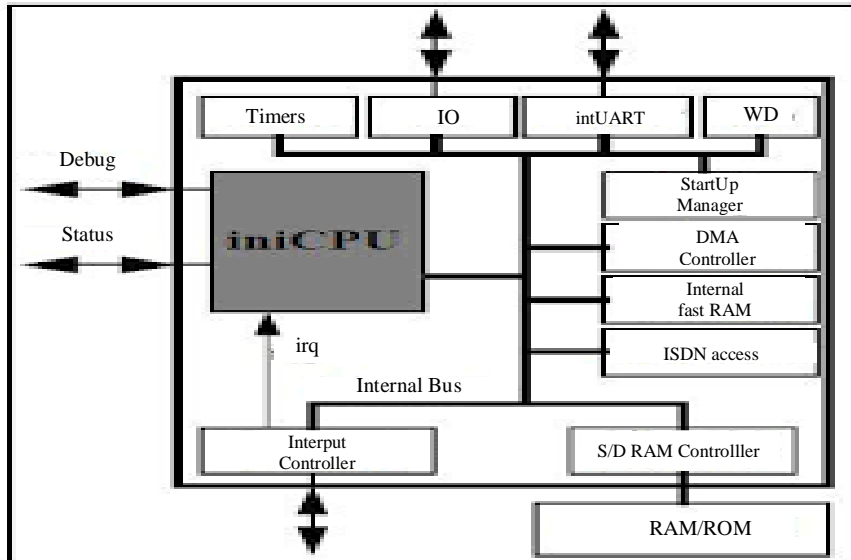 Timers
IO
intUART
WD
Debug
StartUp
Manager
iniCPU
Status
DMA
Controller
Internal
fast RAM
irq
ISDN access
Internal Bus
Interput
Controller
S/D RAM Controlller
RAM/ROM